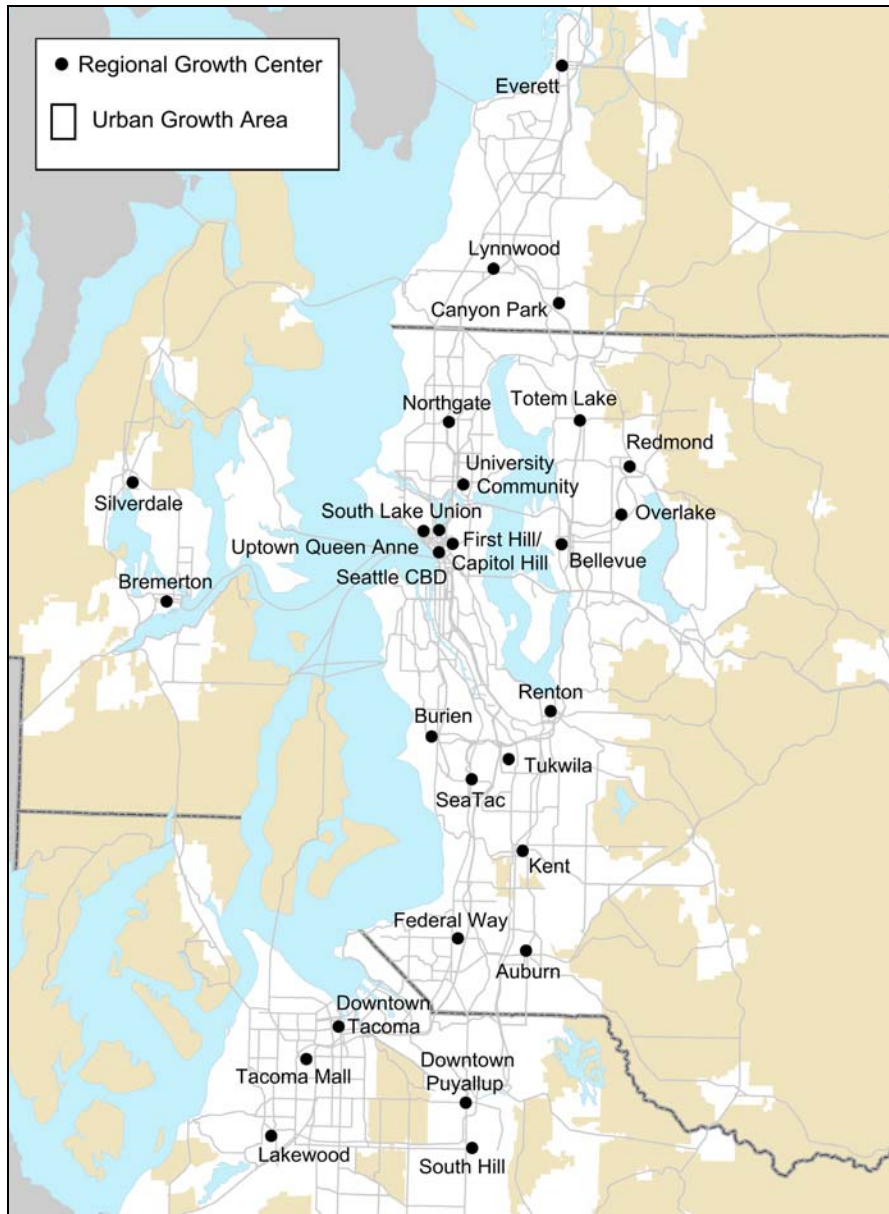 Regional Growth Center
Urban Growth Area
Everett
Lynnwood
Canyon Park
Northgate
Totem Lake
Redmond
University
Community
Silverdale
South Lake Union
Overlake
Uptown Queen Anne
First Hill/
Capitol Hill
Bellevue
Seattle CBD
Bremerton
Renton
Burien
Tukwila
SeaTac
Kent
Federal Way
Auburn
Downtown
Tacoma
Tacoma Mall
Downtown
Puyallup
Lakewood
South Hill